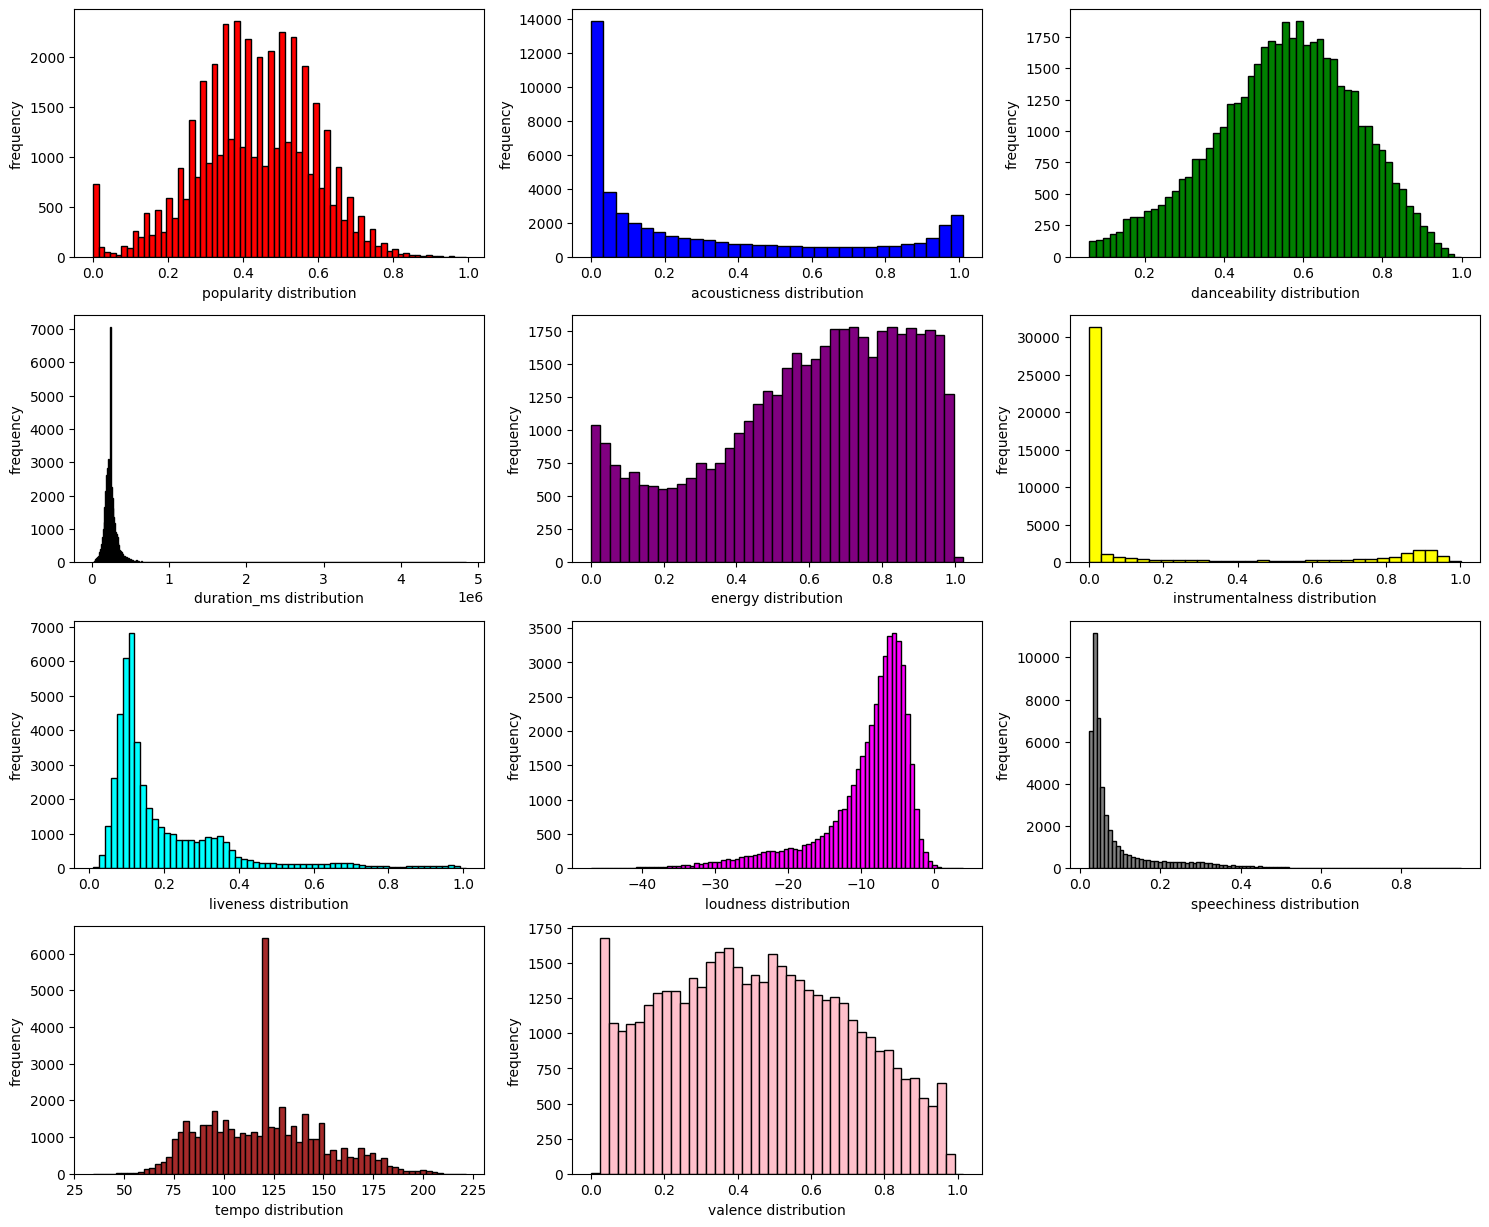 frequency
2000
1500
1000
500
0
0.0 0.2 0.4 0.6 0.8 1.0
popularity distribution
frequency
14000
12000
10000
8000
6000
4000
2000
0
0.0 0.2 0.4 0.6 0.8 1.0
acousticness distribution
frequency
1750
1500
1250
1000
750
500
250
0
0.2 0.4 0.6 0.8 1.0
danceability distribution
frequency
7000
6000
5000
4000
3000
2000
1000
0
0 1 2 3 4 5
1e6
duration_ms distribution
frequency
1750
1500
1250
1000
750
500
250
0
0.0 0.2 0.4 0.6 0.8 1.0
energy distribution
frequency
30000
25000
20000
15000
10000
5000
0
0.0 0.2 0.4 0.6 0.8 1.0
instrumentalness distribution
frequency
7000
6000
5000
4000
3000
2000
1000
0
0.0 0.2 0.4 0.6 0.8 1.0
liveness distribution
frequency
3500
3000
2500
2000
1500
1000
500
0
−40 −30 −20 −10 0
loudness distribution
frequency
10000
8000
6000
4000
2000
0
0.0 0.2 0.4 0.6 0.8
speechiness distribution
frequency
6000
5000
4000
3000
2000
1000
0
25 50 75 100 125 150 175 200 225
tempo distribution
frequency
1750
1500
1250
1000
750
500
250
0
0.0 0.2 0.4 0.6 0.8 1.0
valence distribution